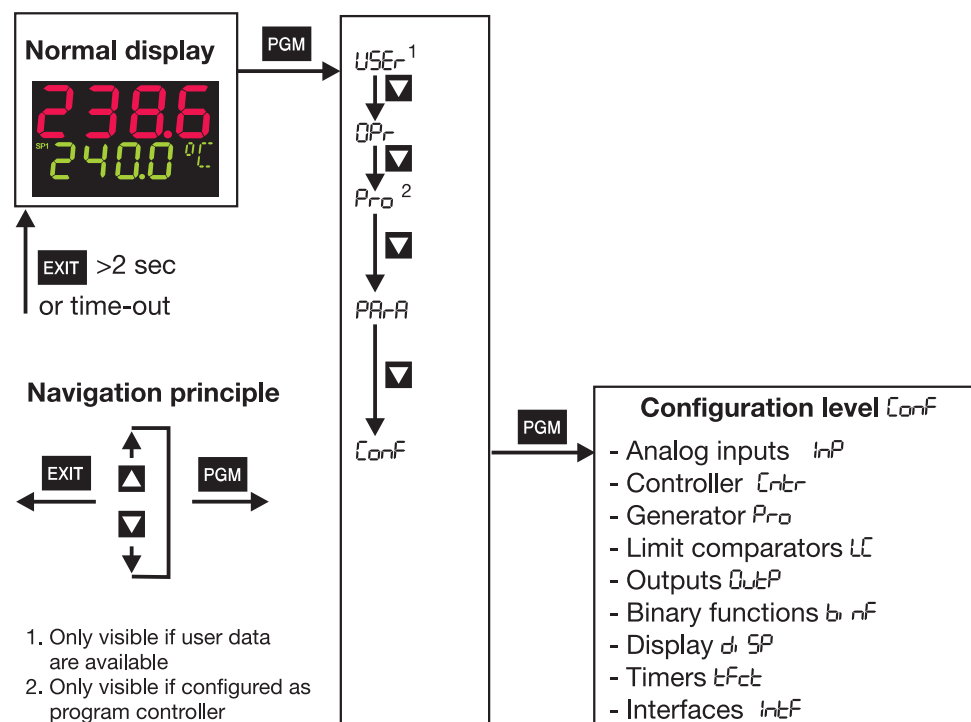 Normal display
238.6
SP1 240.0 °C
PGM
EXIT >2 sec
or time-out
Navigation principle
EXIT
PGM
1. Only visible if user data
are available
2. Only visible if configured as
program controller
USEr 1
OPr
Pro 2
PArA
ConF
PGM
Configuration level ConF
- Analog inputs InP
- Controller Cntr
- Generator Pro
- Limit comparators LC
- Outputs OutP
- Binary functions binF
- Display diSP
- Timers tFct
- Interfaces IntF